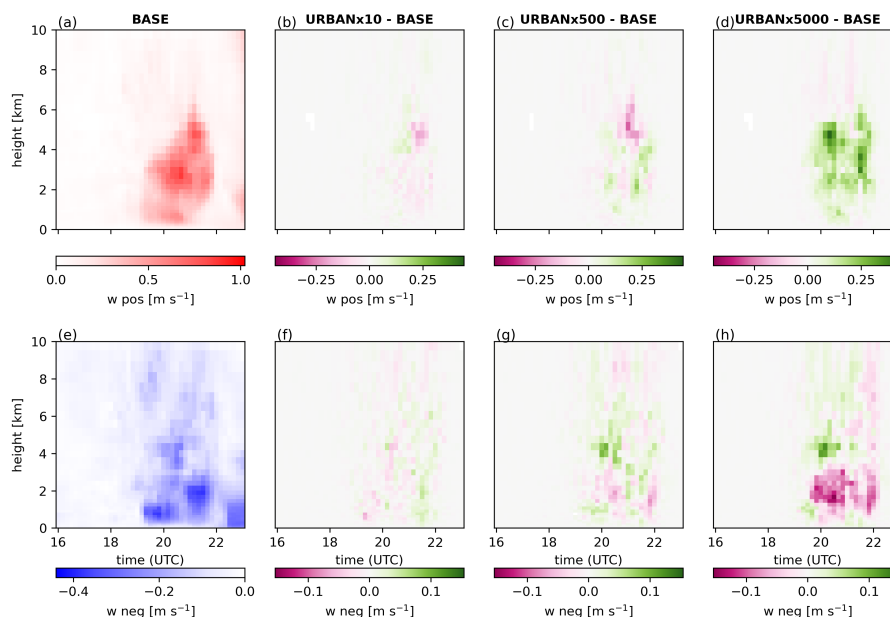 (a) BASE
(b) URBANx10 - BASE
(c) URBANx500 - BASE
(d) URBANx5000 - BASE
height [km]
10
8
6
4
2
0
0.0 0.5 1.0
w pos [m s⁻¹]
−0.25 0.00 0.25
w pos [m s⁻¹]
−0.25 0.00 0.25
w pos [m s⁻¹]
−0.25 0.00 0.25
w pos [m s⁻¹]
(e)
(f)
(g)
(h)
height [km]
10
8
6
4
2
0
16 18 20 22
16 18 20 22
16 18 20 22
16 18 20 22
time (UTC)
time (UTC)
time (UTC)
time (UTC)
−0.4 −0.2 0.0
w neg [m s⁻¹]
−0.1 0.0 0.1
w neg [m s⁻¹]
−0.1 0.0 0.1
w neg [m s⁻¹]
−0.1 0.0 0.1
w neg [m s⁻¹]